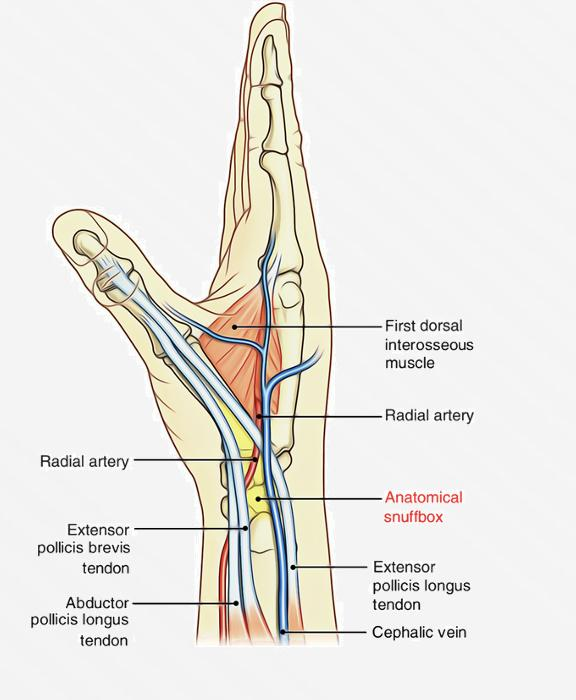 First dorsal
interosseous
muscle
Radial artery
Radial artery
Anatomical
snuffbox
Extensor
pollicis brevis
tendon
Extensor
pollicis longus
tendon
Abductor
pollicis longus
tendon
Cephalic vein